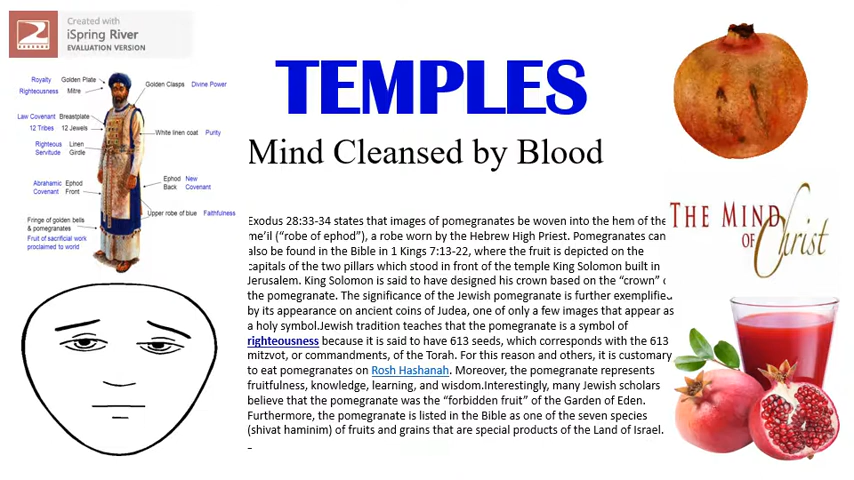 Created with
iSpring River
EVALUATION VERSION
Royalty Golden Plate
Righteousness Mitre
Golden Clasps Divine Power
Law Covenant Breastplate
12 Tribes 12 Jewels
White linen coat Purity
Righteous Servitude Linen Girdle
Abrahamic Covenant Ephod Front
Ephod Back New Covenant
Upper robe of blue Faithfulness
Fringe of golden bells
& pomegranates
Fruit of sacrificial work
proclaimed to world
TEMPLES
Mind Cleansed by Blood
Exodus 28:33-34 states that images of pomegranates be woven into the hem of the
me'il ("robe of ephod"), a robe worn by the Hebrew High Priest. Pomegranates can
also be found in the Bible in 1 Kings 7:13-22, where the fruit is depicted on the
capitals of the two pillars which stood in front of the temple King Solomon built in
Jerusalem. King Solomon is said to have designed his crown based on the "crown"
the pomegranate. The significance of the Jewish pomegranate is further exemplified
by its appearance on ancient coins of Judea, one of only a few images that appear as
a holy symbol.Jewish tradition teaches that the pomegranate is a symbol of
righteousness because it is said to have 613 seeds, which corresponds with the 613
mitzvot, or commandments, of the Torah. For this reason and others, it is customary
to eat pomegranates on Rosh Hashanah. Moreover, the pomegranate represents
fruitfulness, knowledge, learning, and wisdom.Interestingly, many Jewish scholars
believe that the pomegranate was the "forbidden fruit" of the Garden of Eden.
Furthermore, the pomegranate is listed in the Bible as one of the seven species
(shivat haminim) of fruits and grains that are special products of the Land of Israel.
THE MIND
OF Christ